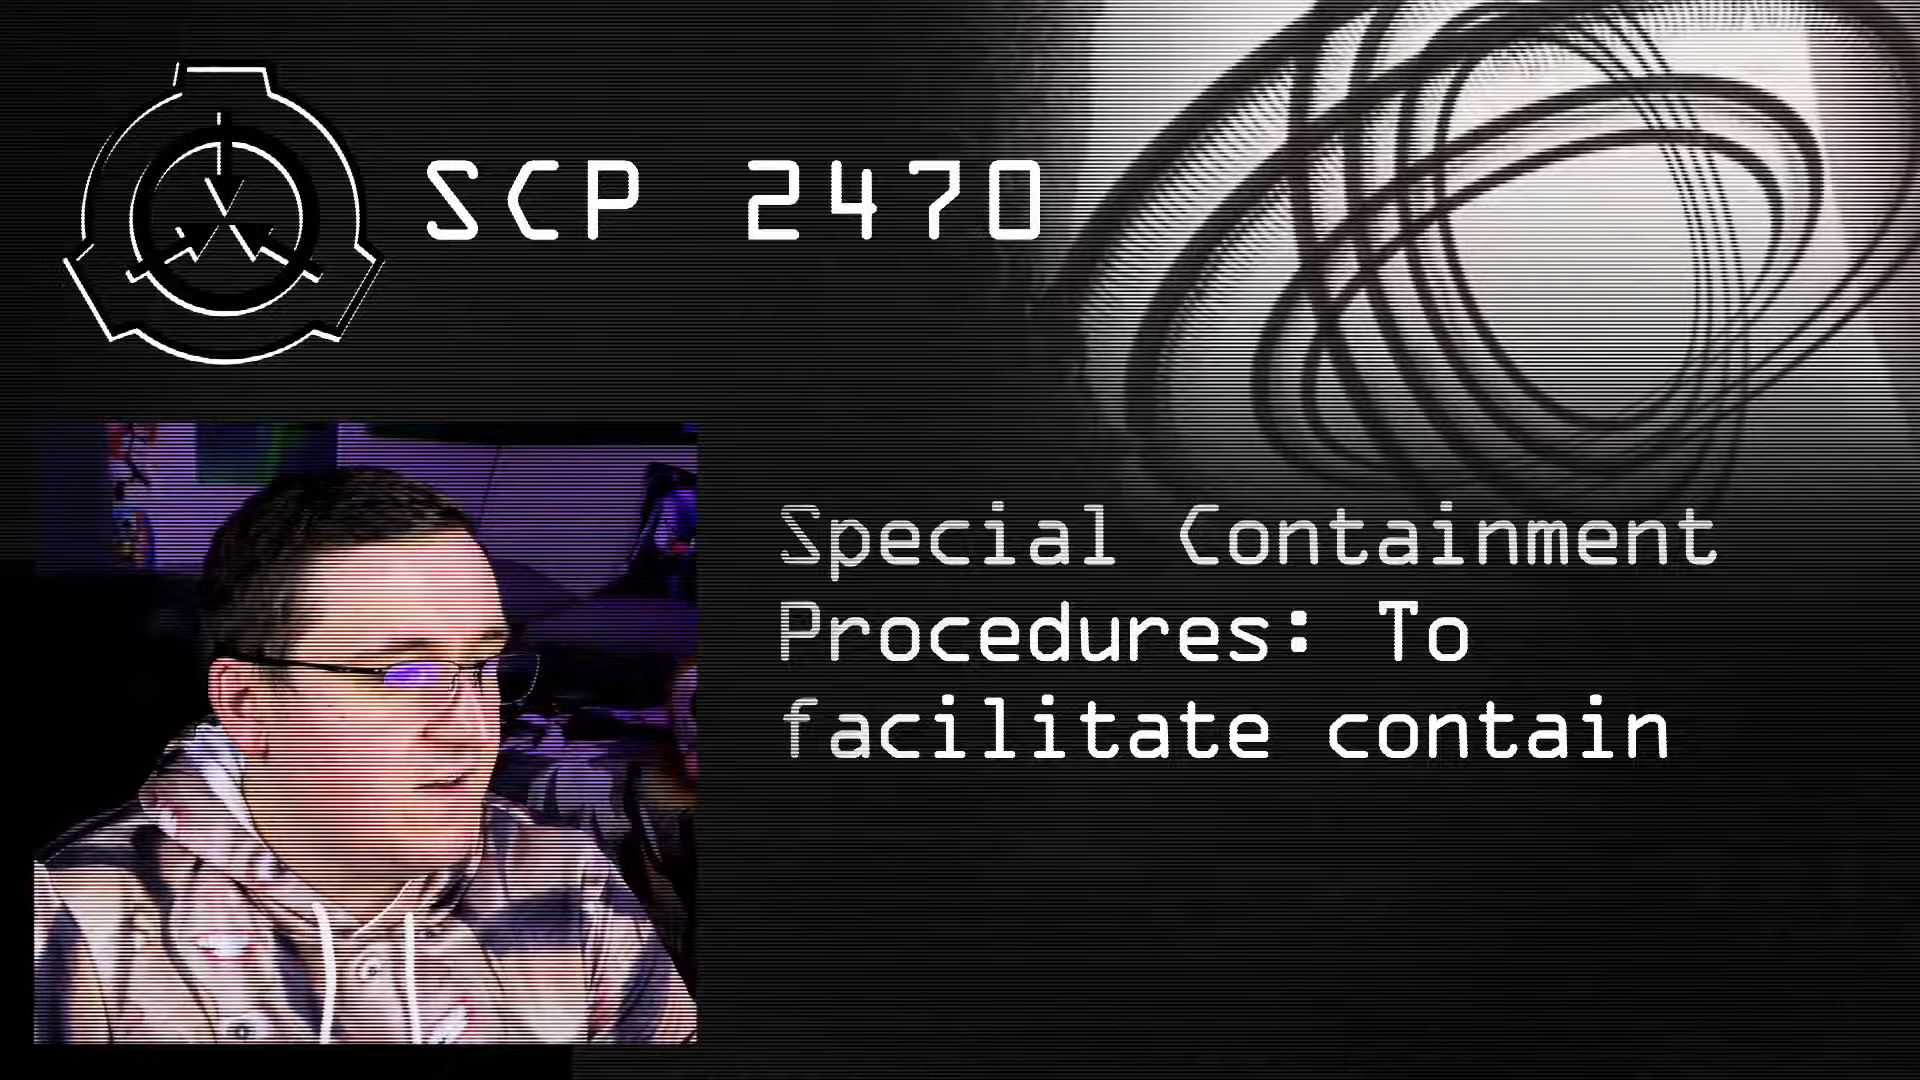 SCP 2470
Special Containment
Procedures: To
facilitate contain